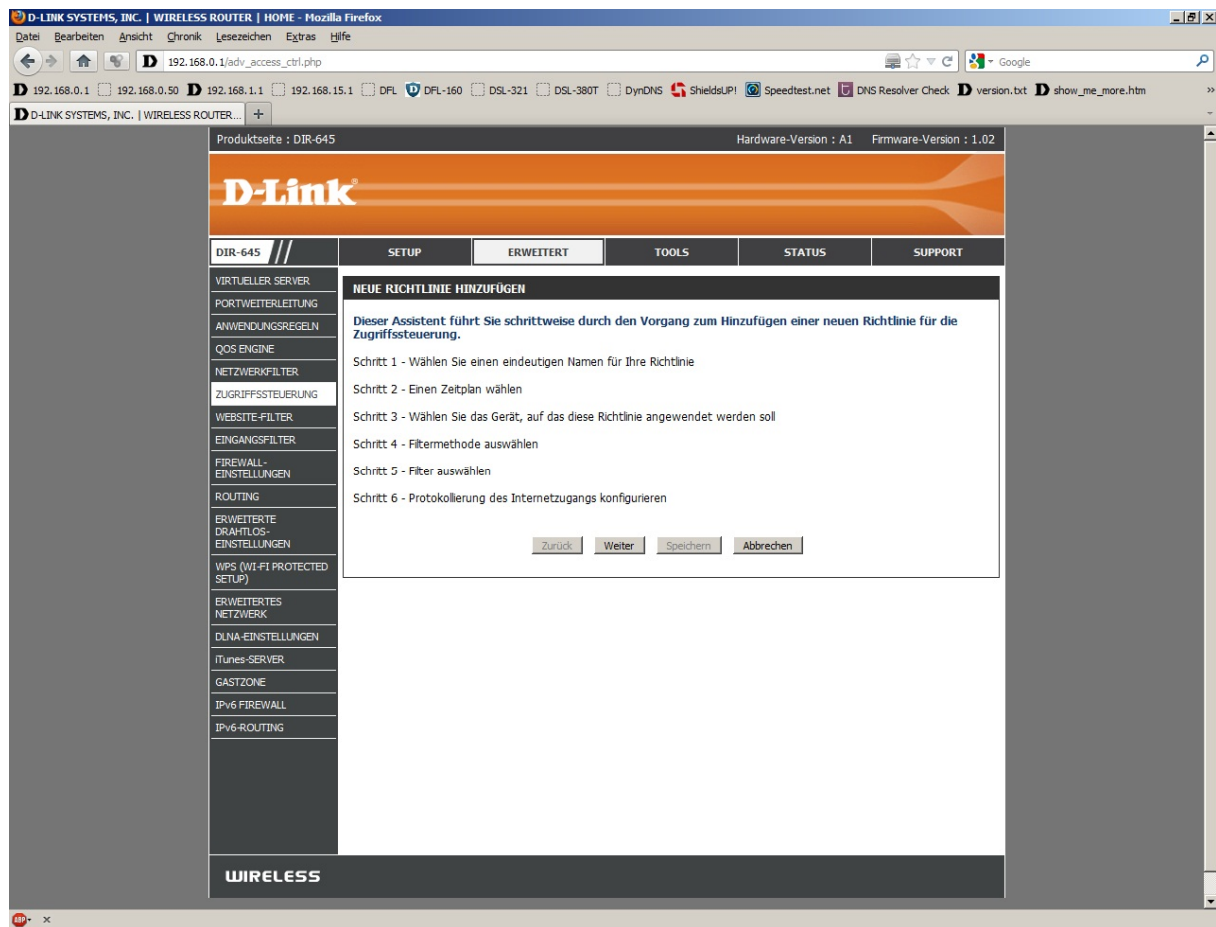 D-LINK SYSTEMS, INC. | WIRELESS ROUTER | HOME - Mozilla Firefox
Datei Bearbeiten Ansicht Chronik Lesezeichen Extras Hilfe
192.168.0.1/adv_access_ctrl.php
Google
192.168.0.1 192.168.0.50 192.168.1.1 192.168.15.1 DFL DFL-160 DSL-321 DSL-380T DynDNS ShieldsUP! Speedtest.net DNS Resolver Check version.txt show_me_more.htm
D-LINK SYSTEMS, INC. | WIRELESS ROUTER...
Produktseite : DIR-645 Hardware-Version : A1 Firmware-Version : 1.02
D-Link®
DIR-645 SETUP ERWEITERT TOOLS STATUS SUPPORT
VIRTUELLER SERVER
PORTWEITERLEITUNG
ANWENDUNGSREGELN
QOS ENGINE
NETZWERKFILTER
ZUGRIFFSSTEUERUNG
WEBSITE-FILTER
EINGANGSFILTER
FIREWALL-
EINSTELLUNGEN
ROUTING
ERWEITERTE
DRAHTLOS-
EINSTELLUNGEN
WPS (WI-FI PROTECTED
SETUP)
ERWEITERTES
NETZWERK
DLNA-EINSTELLUNGEN
iTunes-SERVER
GASTZONE
IPv6 FIREWALL
IPv6-ROUTING
NEUE RICHTLINIE HINZUFÜGEN
Dieser Assistent führt Sie schrittweise durch den Vorgang zum Hinzufügen einer neuen Richtlinie für die
Zugriffssteuerung.
Schritt 1 - Wählen Sie einen eindeutigen Namen für Ihre Richtlinie
Schritt 2 - Einen Zeitplan wählen
Schritt 3 - Wählen Sie das Gerät, auf das diese Richtlinie angewendet werden soll
Schritt 4 - Filtermethode auswählen
Schritt 5 - Filter auswählen
Schritt 6 - Protokollierung des Internetzugangs konfigurieren
Zurück Weiter Speichern Abbrechen
WIRELESS
ABP